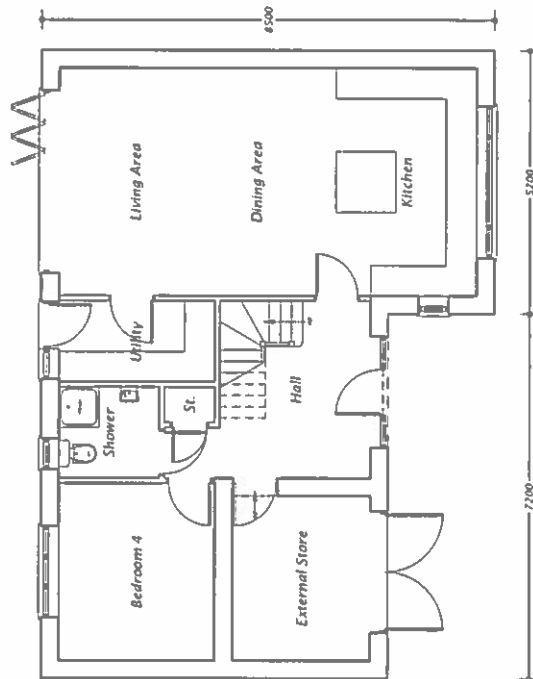 8500
Living Area
Dining Area
Kitchen
5200
Utility
Shower
St.
Hall
Bedroom 4
External Store
7200